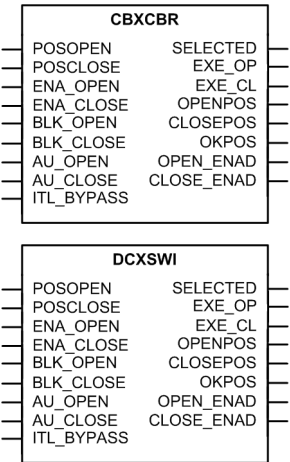 CBXCBR
POSOPEN SELECTED
POSCLOSE EXE_OP
ENA_OPEN EXE_CL
ENA_CLOSE OPENPOS
BLK_OPEN CLOSEPOS
BLK_CLOSE OKPOS
AU_OPEN OPEN_ENAD
AU_CLOSE CLOSE_ENAD
ITL_BYPASS
DCXSWI
POSOPEN SELECTED
POSCLOSE EXE_OP
ENA_OPEN EXE_CL
ENA_CLOSE OPENPOS
BLK_OPEN CLOSEPOS
BLK_CLOSE OKPOS
AU_OPEN OPEN_ENAD
AU_CLOSE CLOSE_ENAD
ITL_BYPASS